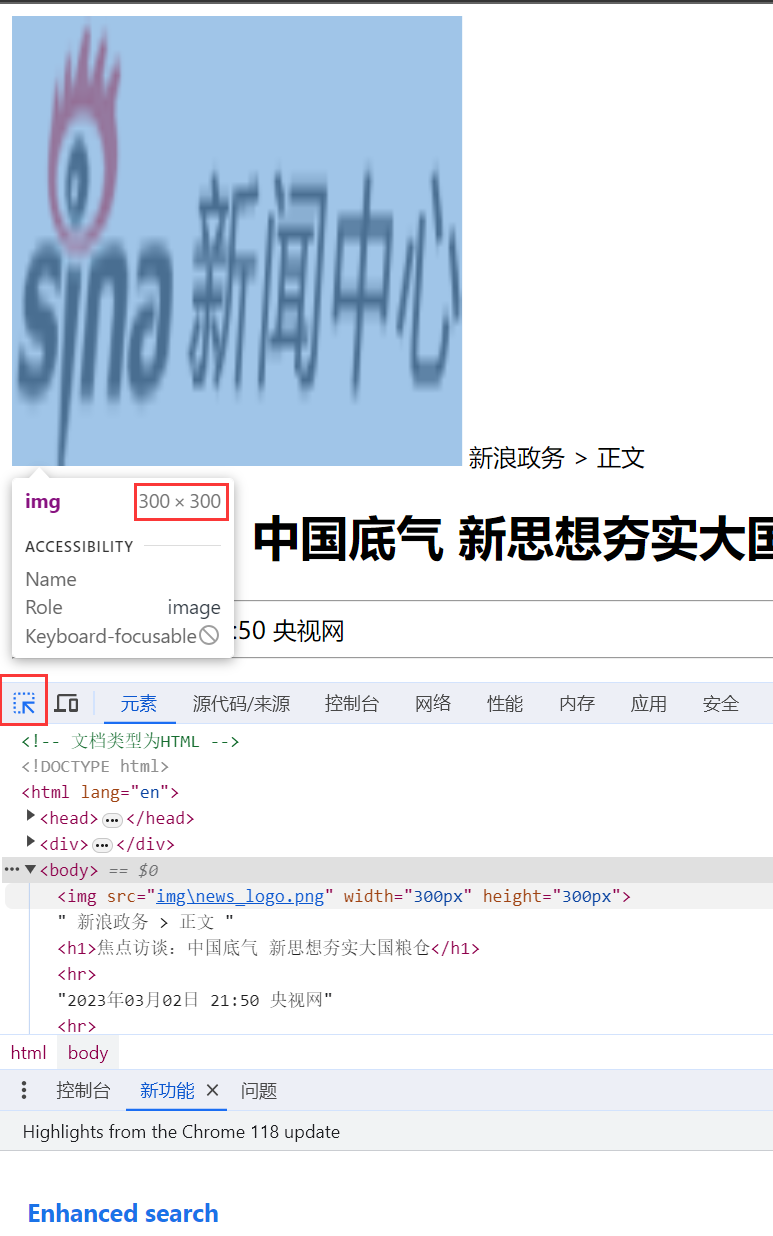 sina 新闻中心
新浪政务 > 正文
img 300 × 300
ACCESSIBILITY
Name
Role image
Keyboard-focusable
中国底气 新思想夯实大国
:50 央视网
元素 源代码/来源 控制台 网络 性能 内存 应用 安全
<!-- 文档类型为HTML -->
<!DOCTYPE html>
<html lang="en">
<head>…</head>
<div>…</div>
<body> == $0
<img src="img\news_logo.png" width="300px" height="300px">
" 新浪政务 > 正文 "
<h1>焦点访谈：中国底气 新思想夯实大国粮仓</h1>
<hr>
"2023年03月02日 21:50 央视网"
<hr>
html body
控制台 新功能 × 问题
Highlights from the Chrome 118 update
Enhanced search